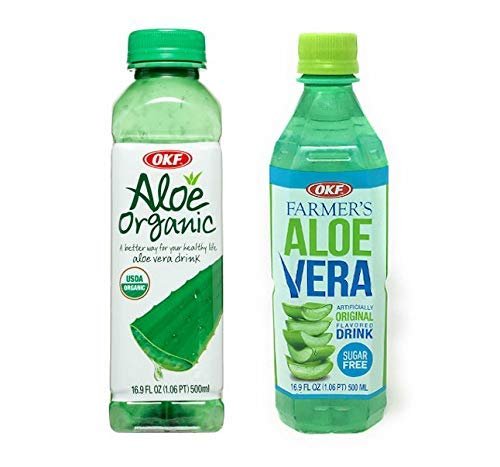 OKF
Aloe
Organic
A better way for your healthy life
aloe vera drink
USDA
ORGANIC
16.9 FL OZ (1.06 PT) 500ml
OKF
FARMER'S
ALOE
VERA
ARTIFICIALLY
ORIGINAL
FLAVORED
DRINK
SUGAR
FREE
16.9 FL OZ (1.06 PT) 500 ML